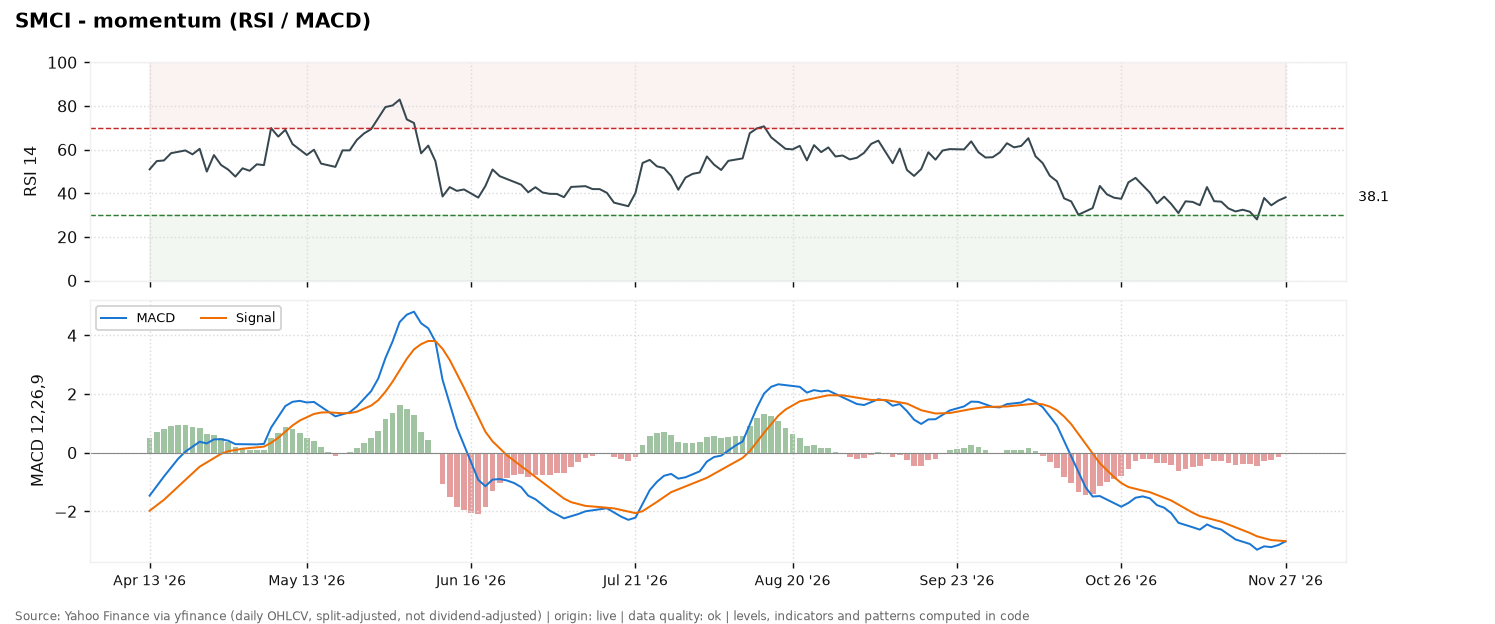 SMCI - momentum (RSI / MACD)
100
80
60
40
20
0
RSI 14
38.1
MACD
Signal
4
2
0
−2
MACD 12,26,9
Apr 13 '26
May 13 '26
Jun 16 '26
Jul 21 '26
Aug 20 '26
Sep 23 '26
Oct 26 '26
Nov 27 '26
Source: Yahoo Finance via yfinance (daily OHLCV, split-adjusted, not dividend-adjusted) | origin: live | data quality: ok | levels, indicators and patterns computed in code